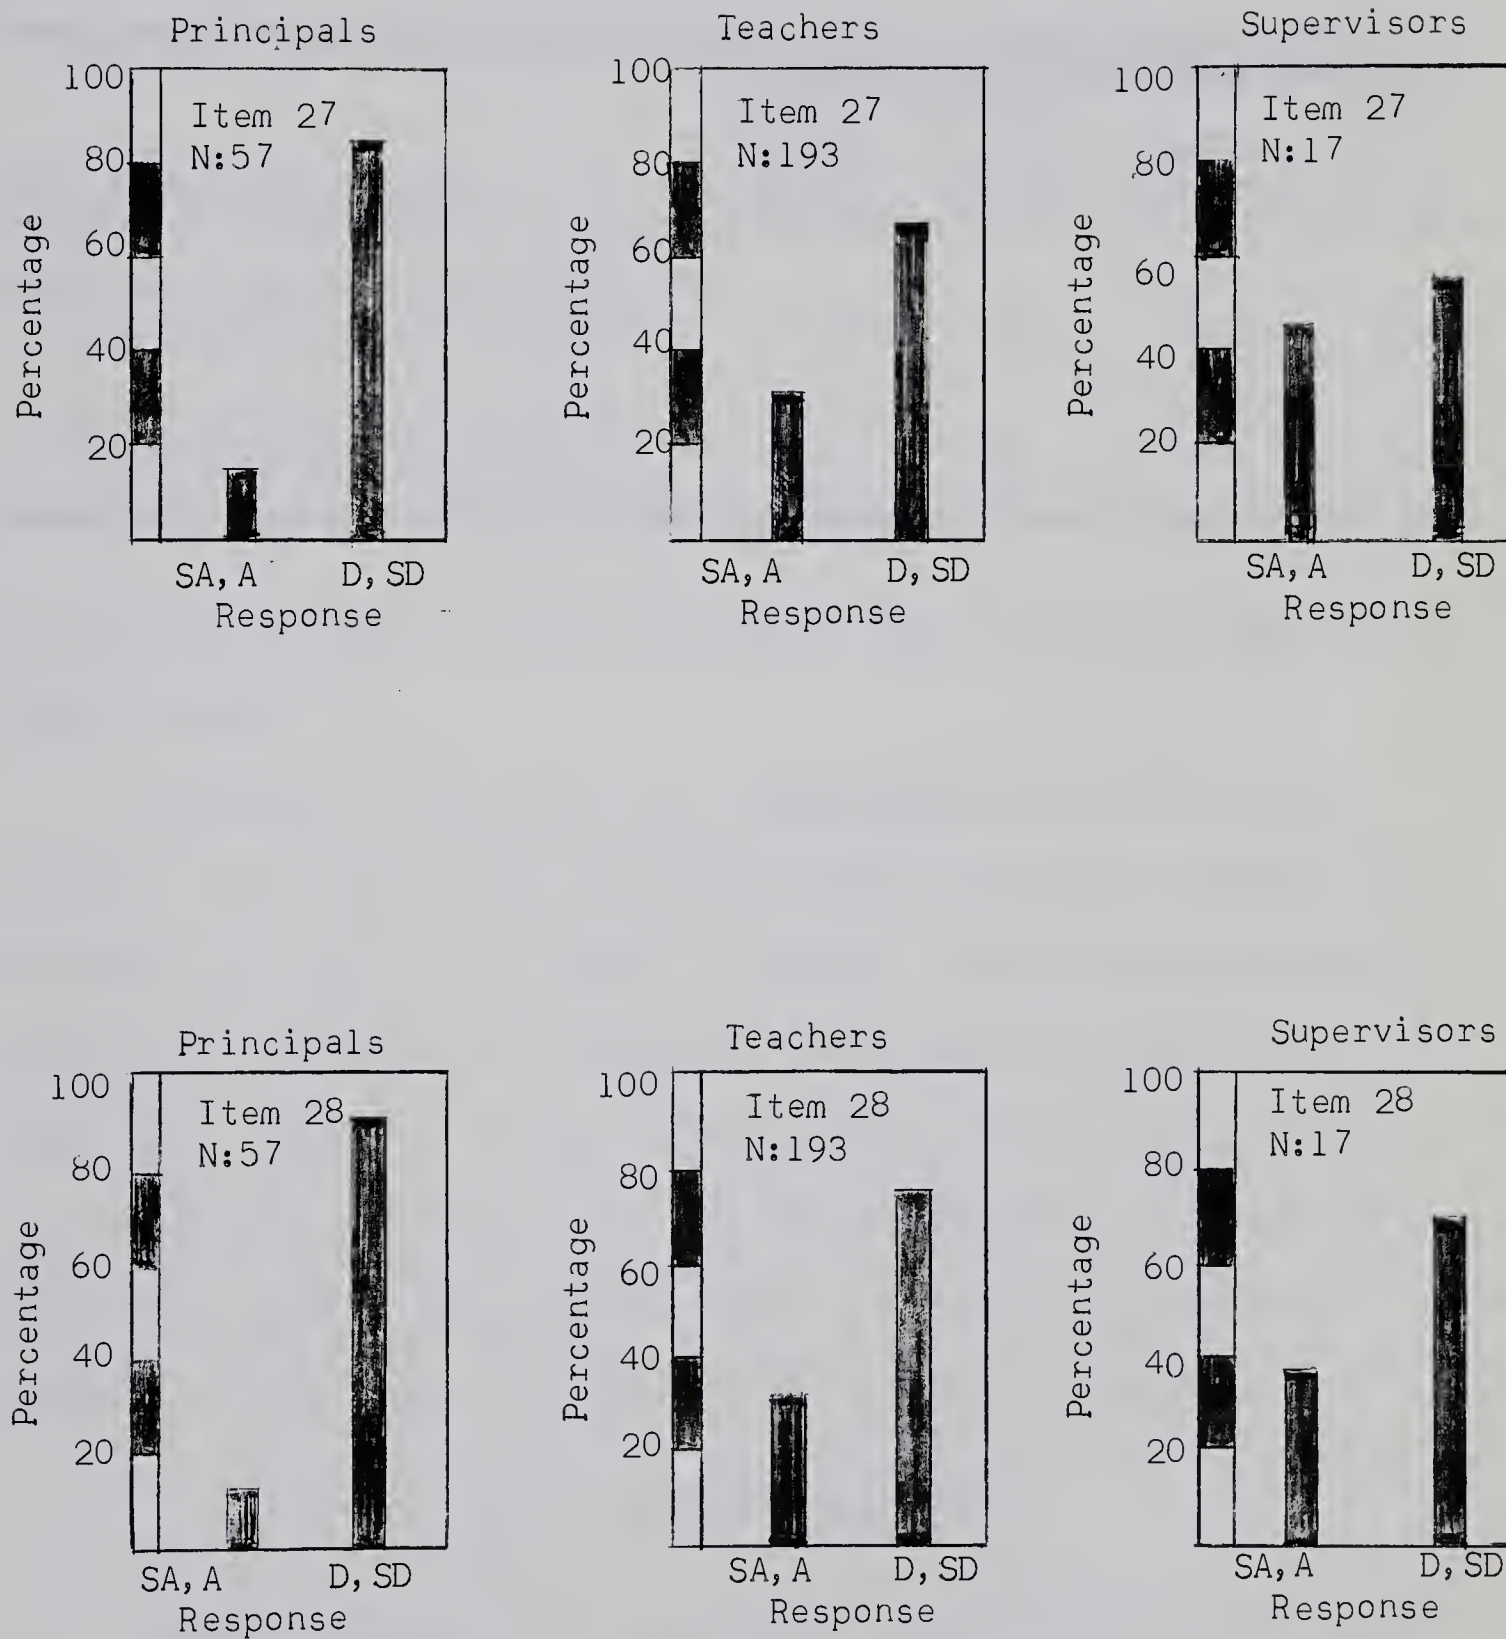 Principals
100
80
60
40
20
Percentage
Item 27
N:57
SA, A D, SD
Response
Teachers
100
80
60
40
20
Percentage
Item 27
N:193
SA, A D, SD
Response
Supervisors
100
80
60
40
20
Percentage
Item 27
N:17
SA, A D, SD
Response
Principals
100
80
60
40
20
Percentage
Item 28
N:57
SA, A D, SD
Response
Teachers
100
80
60
40
20
Percentage
Item 28
N:193
SA, A D, SD
Response
Supervisors
100
80
60
40
20
Percentage
Item 28
N:17
SA, A D, SD
Response